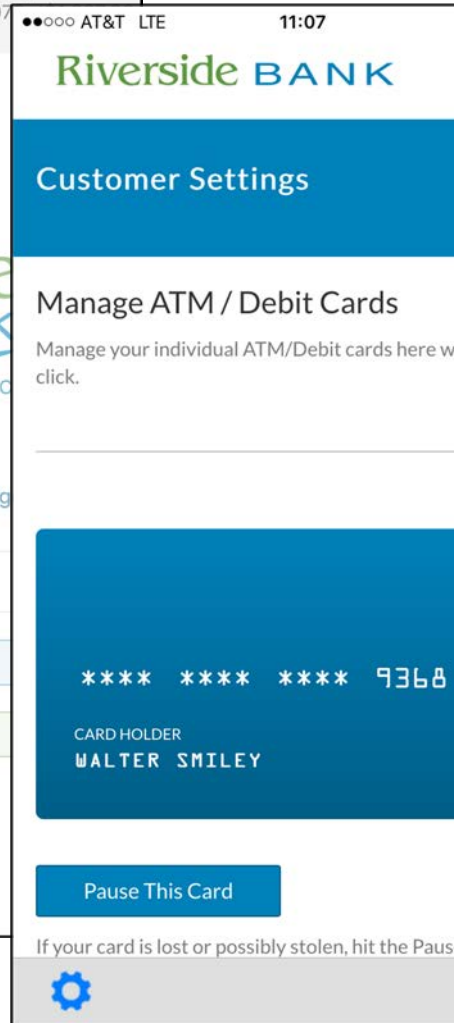 AT&T LTE 11:07
Riverside BANK
Customer Settings
Manage ATM / Debit Cards
Manage your individual ATM/Debit cards here w
click.
**** **** **** 9368
CARD HOLDER
WALTER SMILEY
Pause This Card
If your card is lost or possibly stolen, hit the Paus